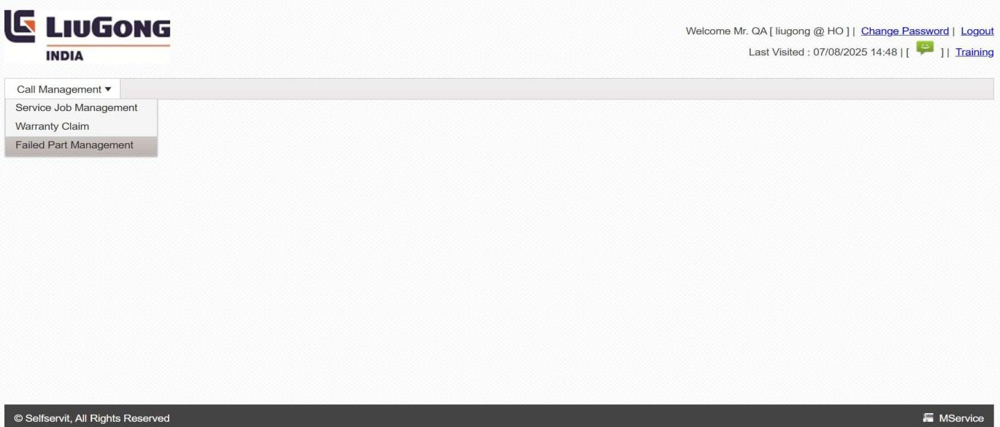 LIUGONG
INDIA
Welcome Mr. QA [ liugong @ HO ] | Change Password | Logout
Last Visited : 07/08/2025 14:48 | [ ] | Training
Call Management ▼
Service Job Management
Warranty Claim
Failed Part Management
© Selfservit, All Rights Reserved
MService